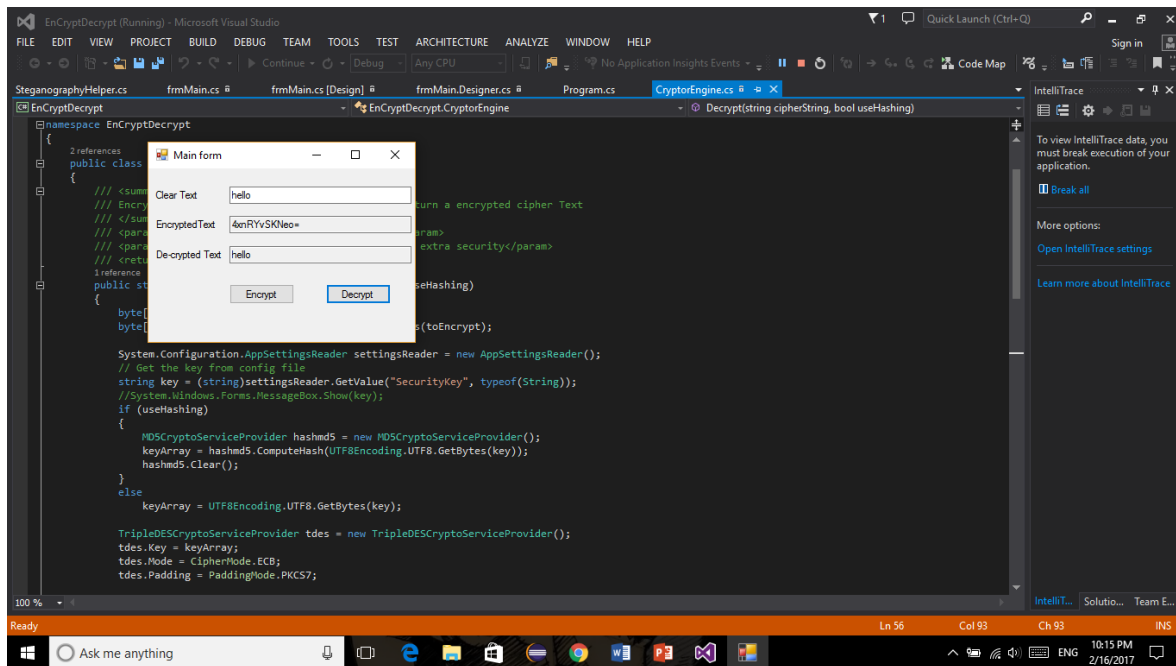 EnCryptDecrypt (Running) - Microsoft Visual Studio
1
Quick Launch (Ctrl+Q)
FILE EDIT VIEW PROJECT BUILD DEBUG TEAM TOOLS TEST ARCHITECTURE ANALYZE WINDOW HELP
Sign in
Continue Debug Any CPU No Application Insights Events Code Map
SteganographyHelper.cs frmMain.cs frmMain.cs [Design] frmMain.Designer.cs Program.cs CryptorEngine.cs
IntelliTrace
EnCryptDecrypt EnCryptDecrypt.CryptorEngine Decrypt(string cipherString, bool useHashing)
namespace EnCryptDecrypt
{
2 references
public class
{
/// <summ
/// Encry turn a encrypted cipher Text
/// </sum
/// <para aram>
/// <para extra security</param>
/// <retu
1 reference
public st seHashing)
{
byte[
byte[ s(toEncrypt);
System.Configuration.AppSettingsReader settingsReader = new AppSettingsReader();
// Get the key from config file
string key = (string)settingsReader.GetValue("SecurityKey", typeof(String));
//System.Windows.Forms.MessageBox.Show(key);
if (useHashing)
{
MD5CryptoServiceProvider hashmd5 = new MD5CryptoServiceProvider();
keyArray = hashmd5.ComputeHash(UTF8Encoding.UTF8.GetBytes(key));
hashmd5.Clear();
}
else
keyArray = UTF8Encoding.UTF8.GetBytes(key);
TripleDESCryptoServiceProvider tdes = new TripleDESCryptoServiceProvider();
tdes.Key = keyArray;
tdes.Mode = CipherMode.ECB;
tdes.Padding = PaddingMode.PKCS7;
Main form
Clear Text hello
EncryptedText 4xnRYvSKNeo=
De-crypted Text hello
Encrypt Decrypt
To view IntelliTrace data, you
must break execution of your
application.
Break all
More options:
Open IntelliTrace settings
Learn more about IntelliTrace
100 %
IntelliT... Solutio... Team E...
Ready Ln 56 Col 93 Ch 93 INS
Ask me anything
ENG
10:15 PM
2/16/2017